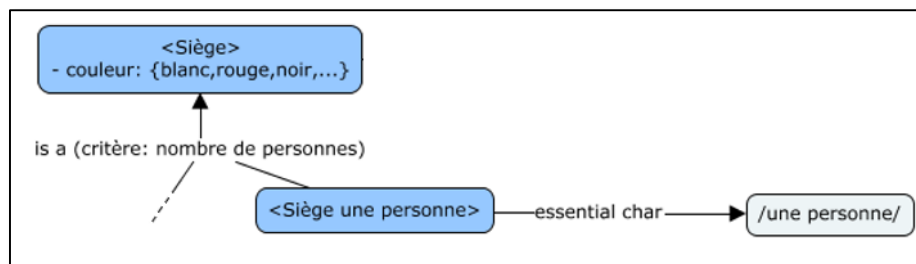 <Siège>
- couleur: {blanc,rouge,noir,...}
is a (critère: nombre de personnes)
<Siège une personne>
essential char
/une personne/